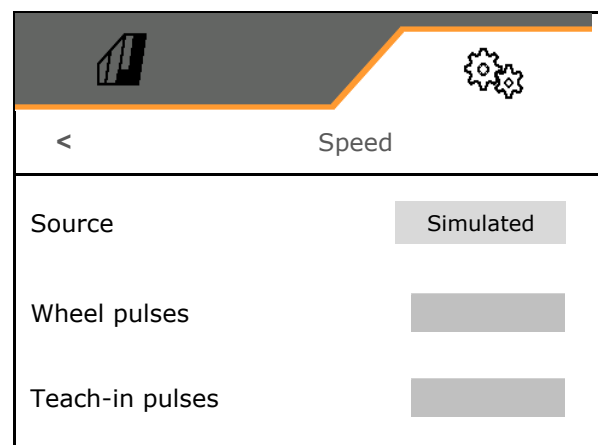 < Speed
Source Simulated
Wheel pulses
Teach-in pulses